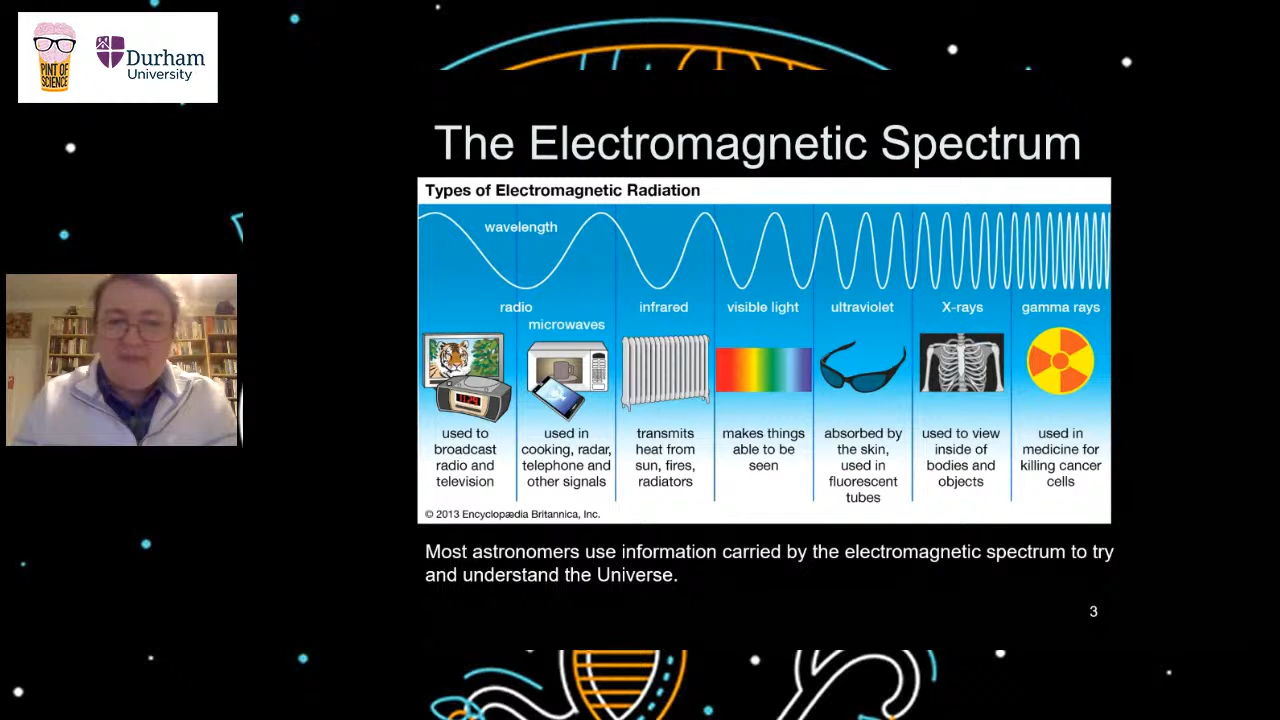 PINT OF
SCIENCE
Durham
University
The Electromagnetic Spectrum
Types of Electromagnetic Radiation
wavelength
radio
microwaves
infrared
visible light
ultraviolet
X-rays
gamma rays
used to
broadcast
radio and
television
used in
cooking, radar,
telephone and
other signals
transmits
heat from
sun, fires,
radiators
makes things
able to be
seen
absorbed by
the skin,
used in
fluorescent
tubes
used to view
inside of
bodies and
objects
used in
medicine for
killing cancer
cells
© 2013 Encyclopædia Britannica, Inc.
Most astronomers use information carried by the electromagnetic spectrum to try
and understand the Universe.
3